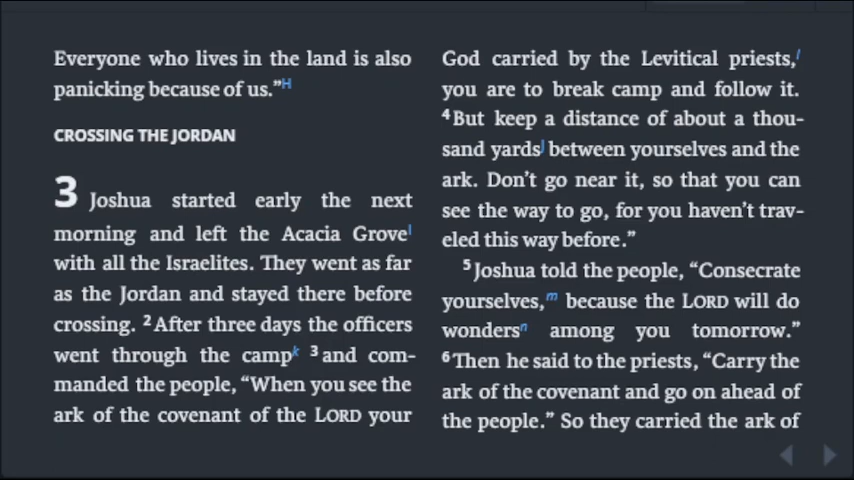 Everyone who lives in the land is also
panicking because of us.”H
CROSSING THE JORDAN
3 Joshua started early the next
morning and left the Acacia GroveI
with all the Israelites. They went as far
as the Jordan and stayed there before
crossing. 2 After three days the officers
went through the campk 3 and com-
manded the people, “When you see the
ark of the covenant of the LORD your
God carried by the Levitical priests,l
you are to break camp and follow it.
4 But keep a distance of about a thou-
sand yardsJ between yourselves and the
ark. Don’t go near it, so that you can
see the way to go, for you haven’t trav-
eled this way before.”
5 Joshua told the people, “Consecrate
yourselves,m because the LORD will do
wondersn among you tomorrow.”
6 Then he said to the priests, “Carry the
ark of the covenant and go on ahead of
the people.” So they carried the ark of